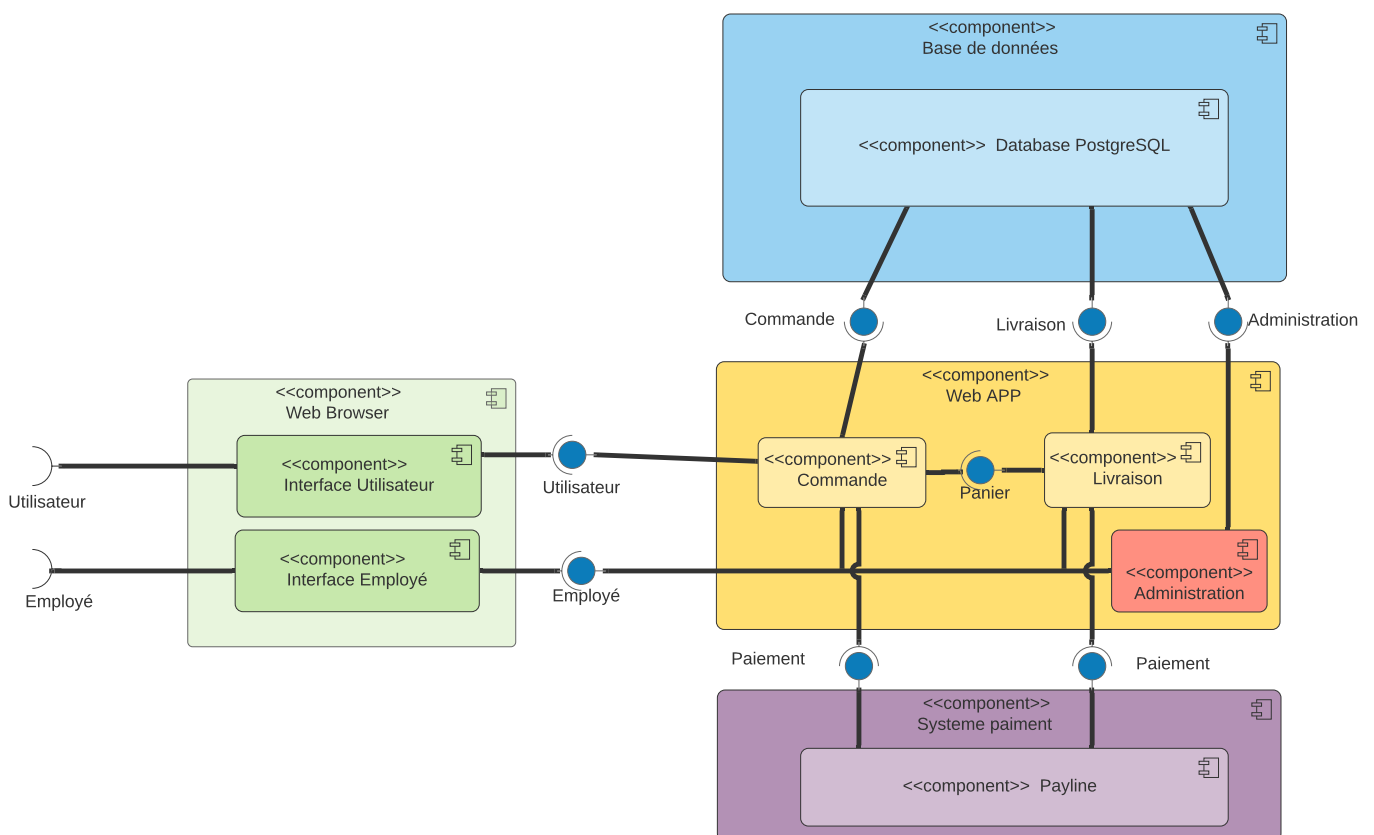 <<component>>
Base de données
<<component>> Database PostgreSQL
Commande
Livraison
Administration
<<component>>
Web APP
<<component>>
Web Browser
<<component>>
Interface Utilisateur
Utilisateur
Utilisateur
<<component>>
Commande
Panier
<<component>>
Livraison
<<component>>
Interface Employé
Employé
Employé
<<component>>
Administration
Paiement
Paiement
<<component>>
Systeme paiment
<<component>> Payline